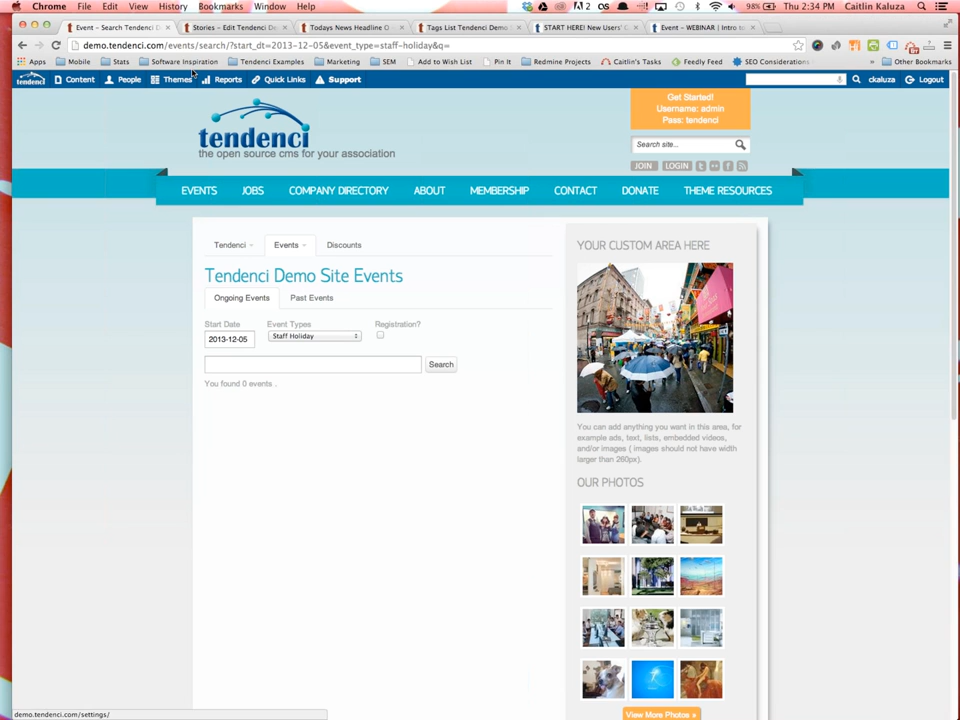 Chrome File Edit View History Bookmarks Window Help 98% Thu 2:34 PM Caitlin Kaluza
Event – Search Tendenci D Stories – Edit Tendenci De Todays News Headline O Tags List Tendenci Demo START HERE! New Users' G Event – WEBINAR | Intro to
demo.tendenci.com/events/search/?start_dt=2013-12-05&event_type=staff-holiday&q=
Apps Mobile Stats Software Inspiration Tendenci Examples Marketing SEM Add to Wish List Pin It Redmine Projects Caitlin's Tasks Feedly Feed SEO Considerations » Other Bookmarks
tendenci Content People Themes Reports Quick Links Support ckaluza Logout
Get Started!
Username: admin
Pass: tendenci
tendenci
the open source cms for your association
Search site...
JOIN LOGIN
EVENTS JOBS COMPANY DIRECTORY ABOUT MEMBERSHIP CONTACT DONATE THEME RESOURCES
Tendenci Events Discounts
YOUR CUSTOM AREA HERE
Tendenci Demo Site Events
Ongoing Events Past Events
Start Date Event Types Registration?
2013-12-05 Staff Holiday
Search
You found 0 events .
You can add anything you want in this area, for
example ads, text, lists, embedded videos,
and/or images ( images should not have width
larger than 260px).
OUR PHOTOS
View More Photos »
demo.tendenci.com/settings/